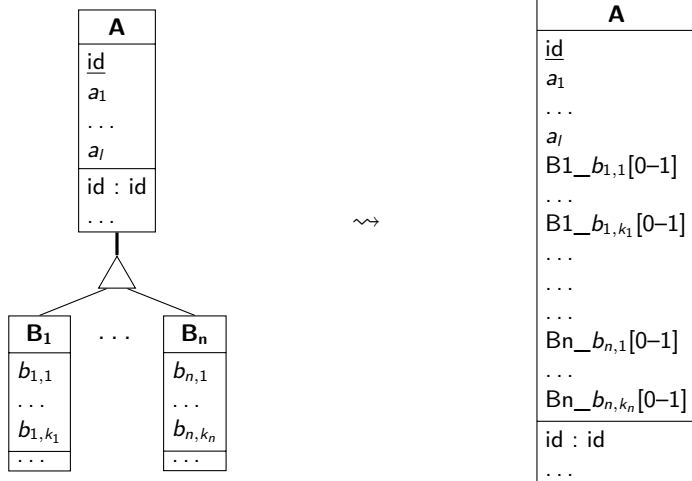 A
id
a₁
. . .
aₗ
id : id
. . .
B₁
b₁,₁
. . .
b₁,ₖ₁
. . .
. . .
Bₙ
bₙ,₁
. . .
bₙ,ₖₙ
. . .
⇝
A
id
a₁
. . .
aₗ
B1_b₁,₁[0–1]
. . .
B1_b₁,ₖ₁[0–1]
. . .
. . .
. . .
Bn_bₙ,₁[0–1]
. . .
Bn_bₙ,ₖₙ[0–1]
id : id
. . .